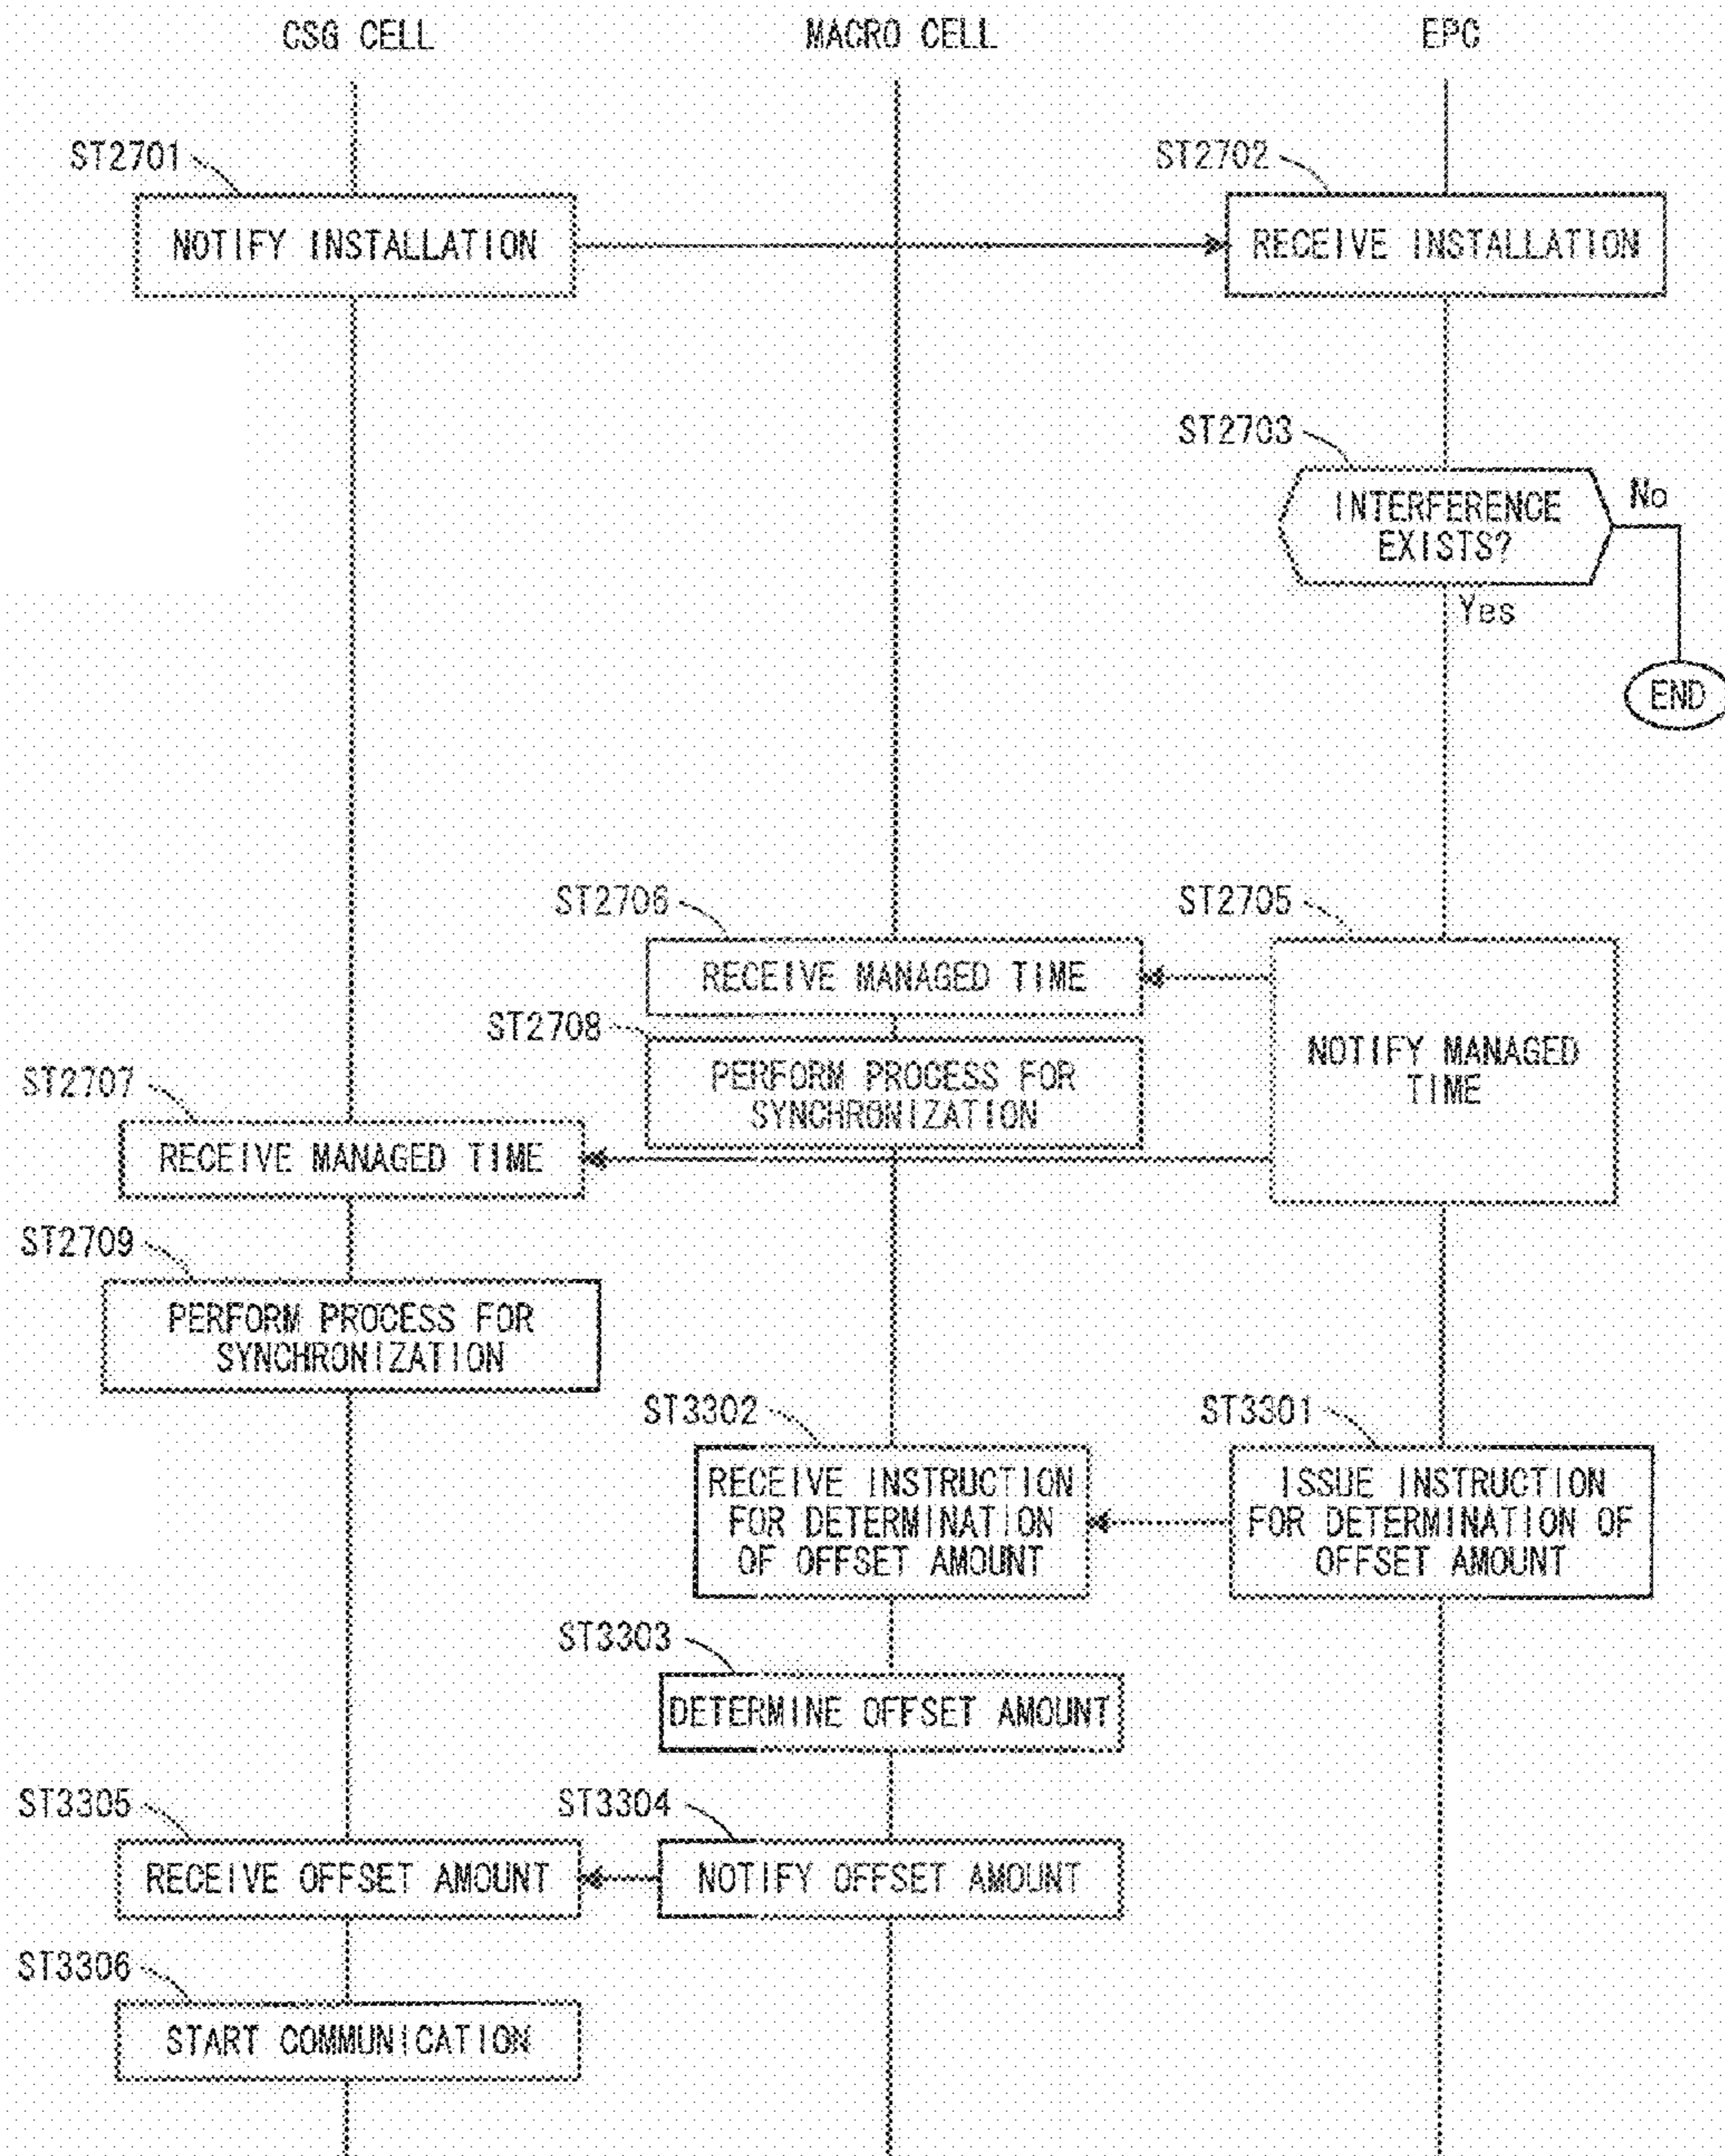 CSG CELL
MACRO CELL
EPC
ST2701
ST2702
NOTIFY INSTALLATION
RECEIVE INSTALLATION
ST2703
INTERFERENCE
EXISTS?
No
Yes
END
ST2706
ST2705
RECEIVE MANAGED TIME
ST2708
NOTIFY MANAGED
TIME
PERFORM PROCESS FOR
SYNCHRONIZATION
ST2707
RECEIVE MANAGED TIME
ST2709
PERFORM PROCESS FOR
SYNCHRONIZATION
ST3302
ST3301
RECEIVE INSTRUCTION
FOR DETERMINATION
OF OFFSET AMOUNT
ISSUE INSTRUCTION
FOR DETERMINATION OF
OFFSET AMOUNT
ST3303
DETERMINE OFFSET AMOUNT
ST3305
ST3304
RECEIVE OFFSET AMOUNT
NOTIFY OFFSET AMOUNT
ST3306
START COMMUNICATION